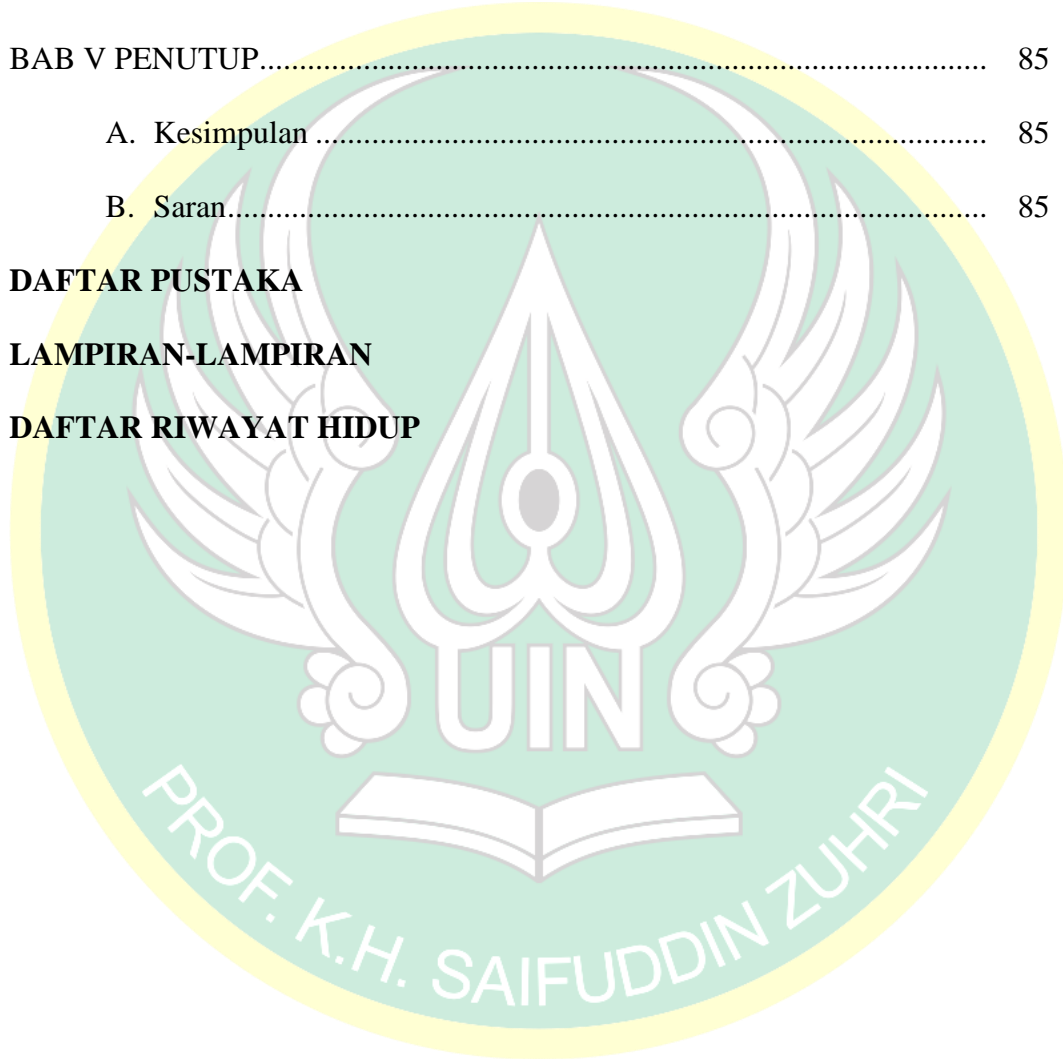 BAB V PENUTUP.......................................................................................... 85
A. Kesimpulan ................................................................................... 85
B. Saran.............................................................................................. 85
DAFTAR PUSTAKA
LAMPIRAN-LAMPIRAN
DAFTAR RIWAYAT HIDUP
UIN
PROF. K.H. SAIFUDDIN ZUHRI